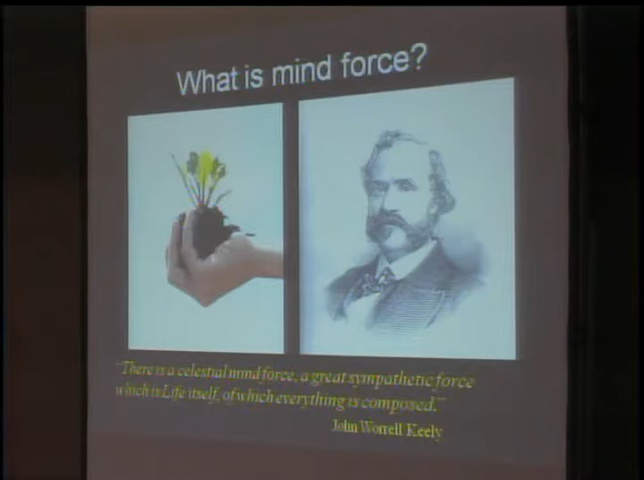 What is mind force?
"There is a celestial mind force, a great sympathetic force
which is Life itself, of which everything is composed."
John Worrell Keely